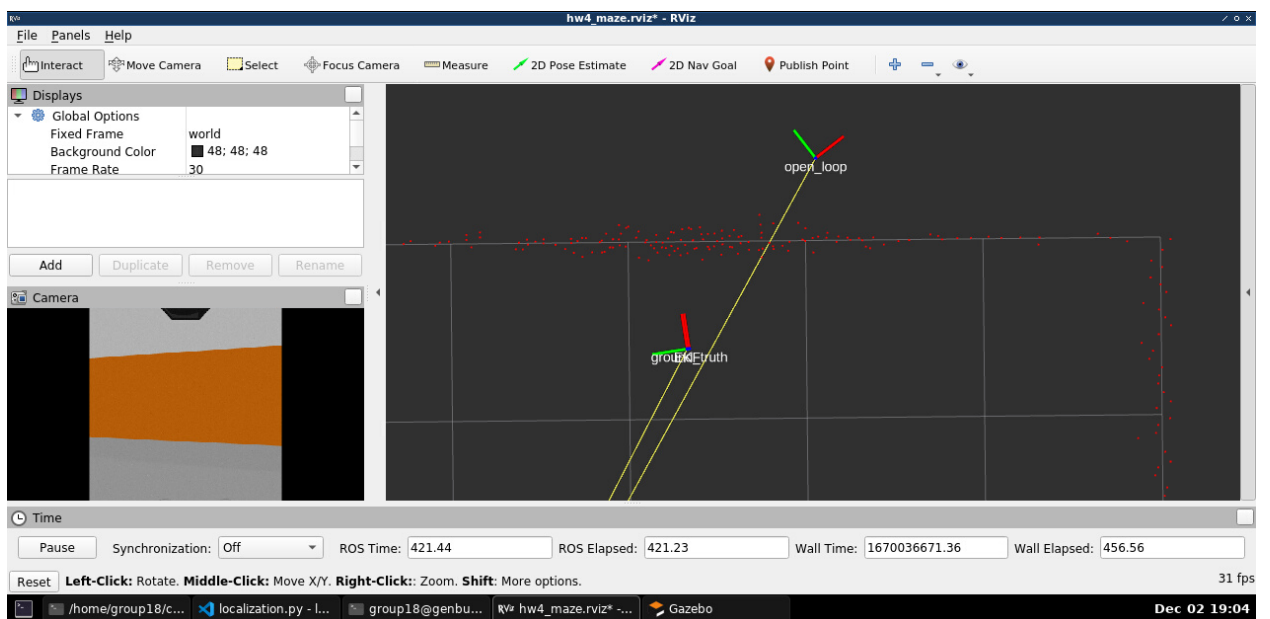 RViz
hw4_maze.rviz* - RViz
File Panels Help
Interact Move Camera Select Focus Camera Measure 2D Pose Estimate 2D Nav Goal Publish Point
Displays
Global Options
Fixed Frame world
Background Color 48; 48; 48
Frame Rate 30
Add Duplicate Remove Rename
Camera
open_loop
Time
Pause Synchronization: Off ROS Time: 421.44 ROS Elapsed: 421.23 Wall Time: 1670036671.36 Wall Elapsed: 456.56
Reset Left-Click: Rotate. Middle-Click: Move X/Y. Right-Click:: Zoom. Shift: More options. 31 fps
/home/group18/c... localization.py - l... group18@genbu... RViz hw4_maze.rviz* -... Gazebo Dec 02 19:04